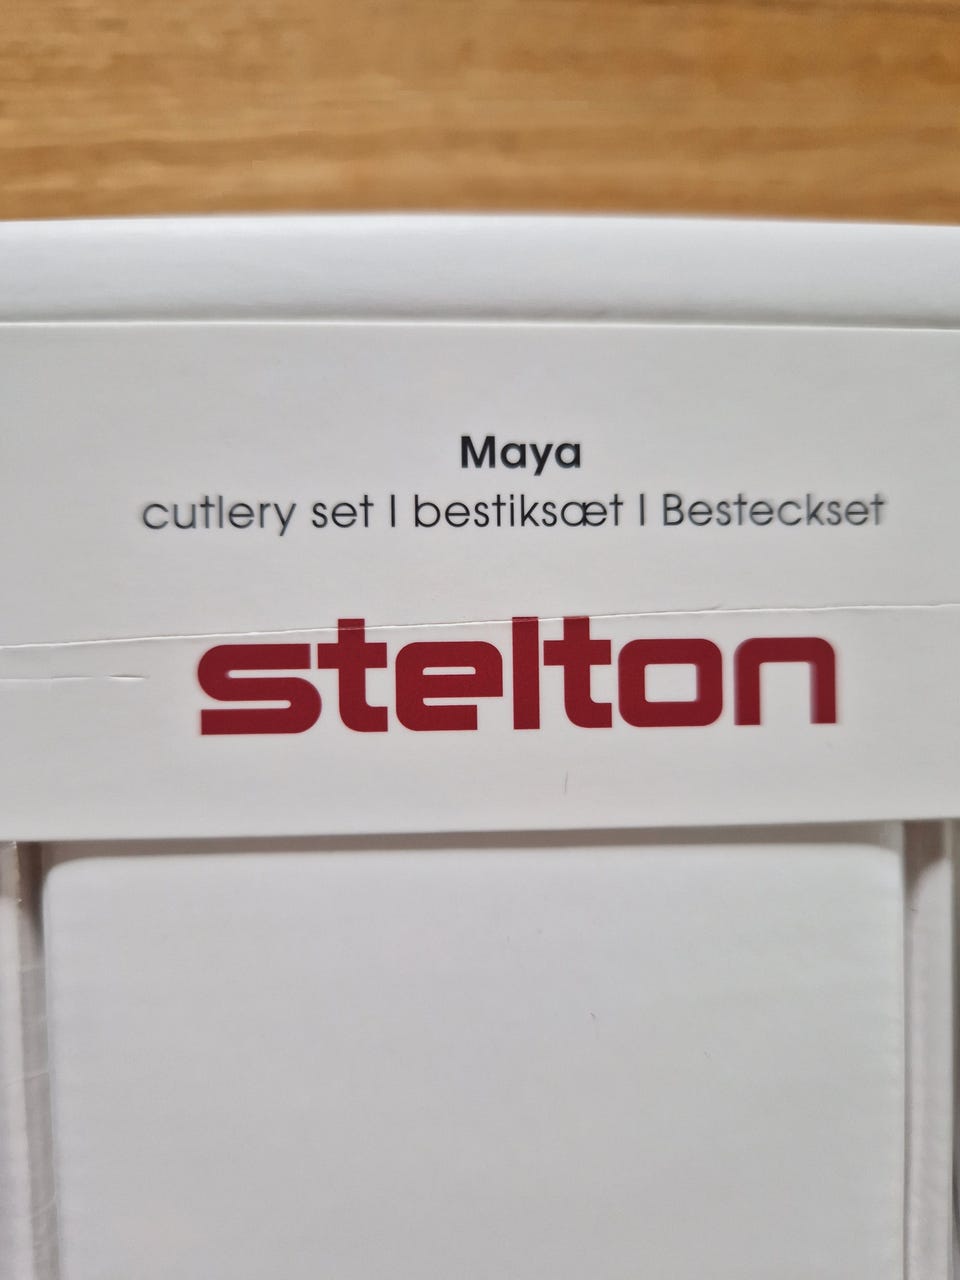 Maya
cutlery set | bestiksæt | Besteckset
stelton